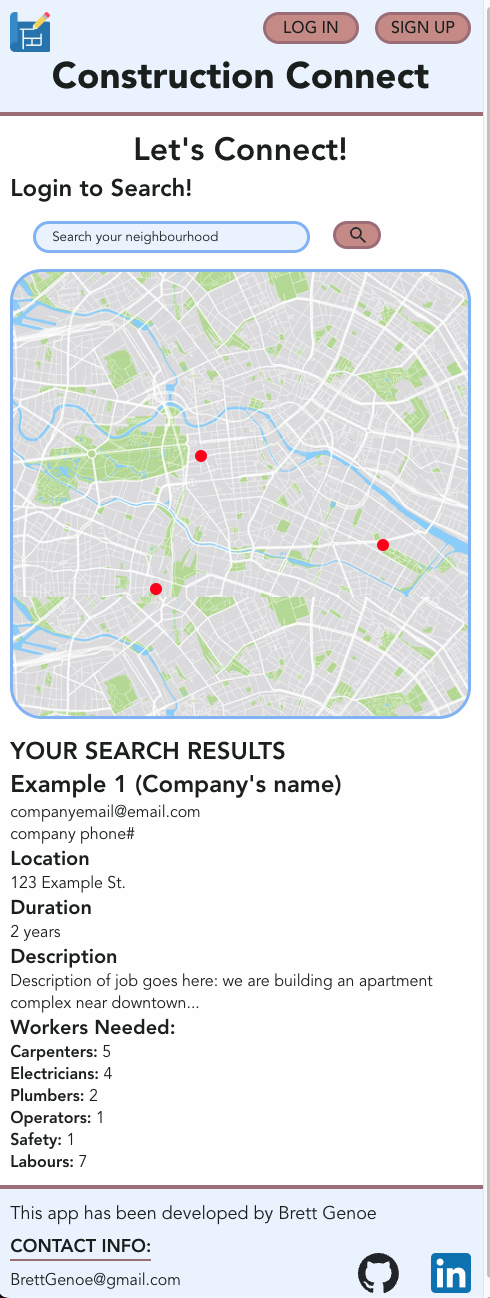 LOG IN
SIGN UP
Construction Connect
Let's Connect!
Login to Search!
Search your neighbourhood
YOUR SEARCH RESULTS
Example 1 (Company's name)
companyemail@email.com
company phone#
Location
123 Example St.
Duration
2 years
Description
Description of job goes here: we are building an apartment
complex near downtown...
Workers Needed:
Carpenters: 5
Electricians: 4
Plumbers: 2
Operators: 1
Safety: 1
Labours: 7
This app has been developed by Brett Genoe
CONTACT INFO:
BrettGenoe@gmail.com
in